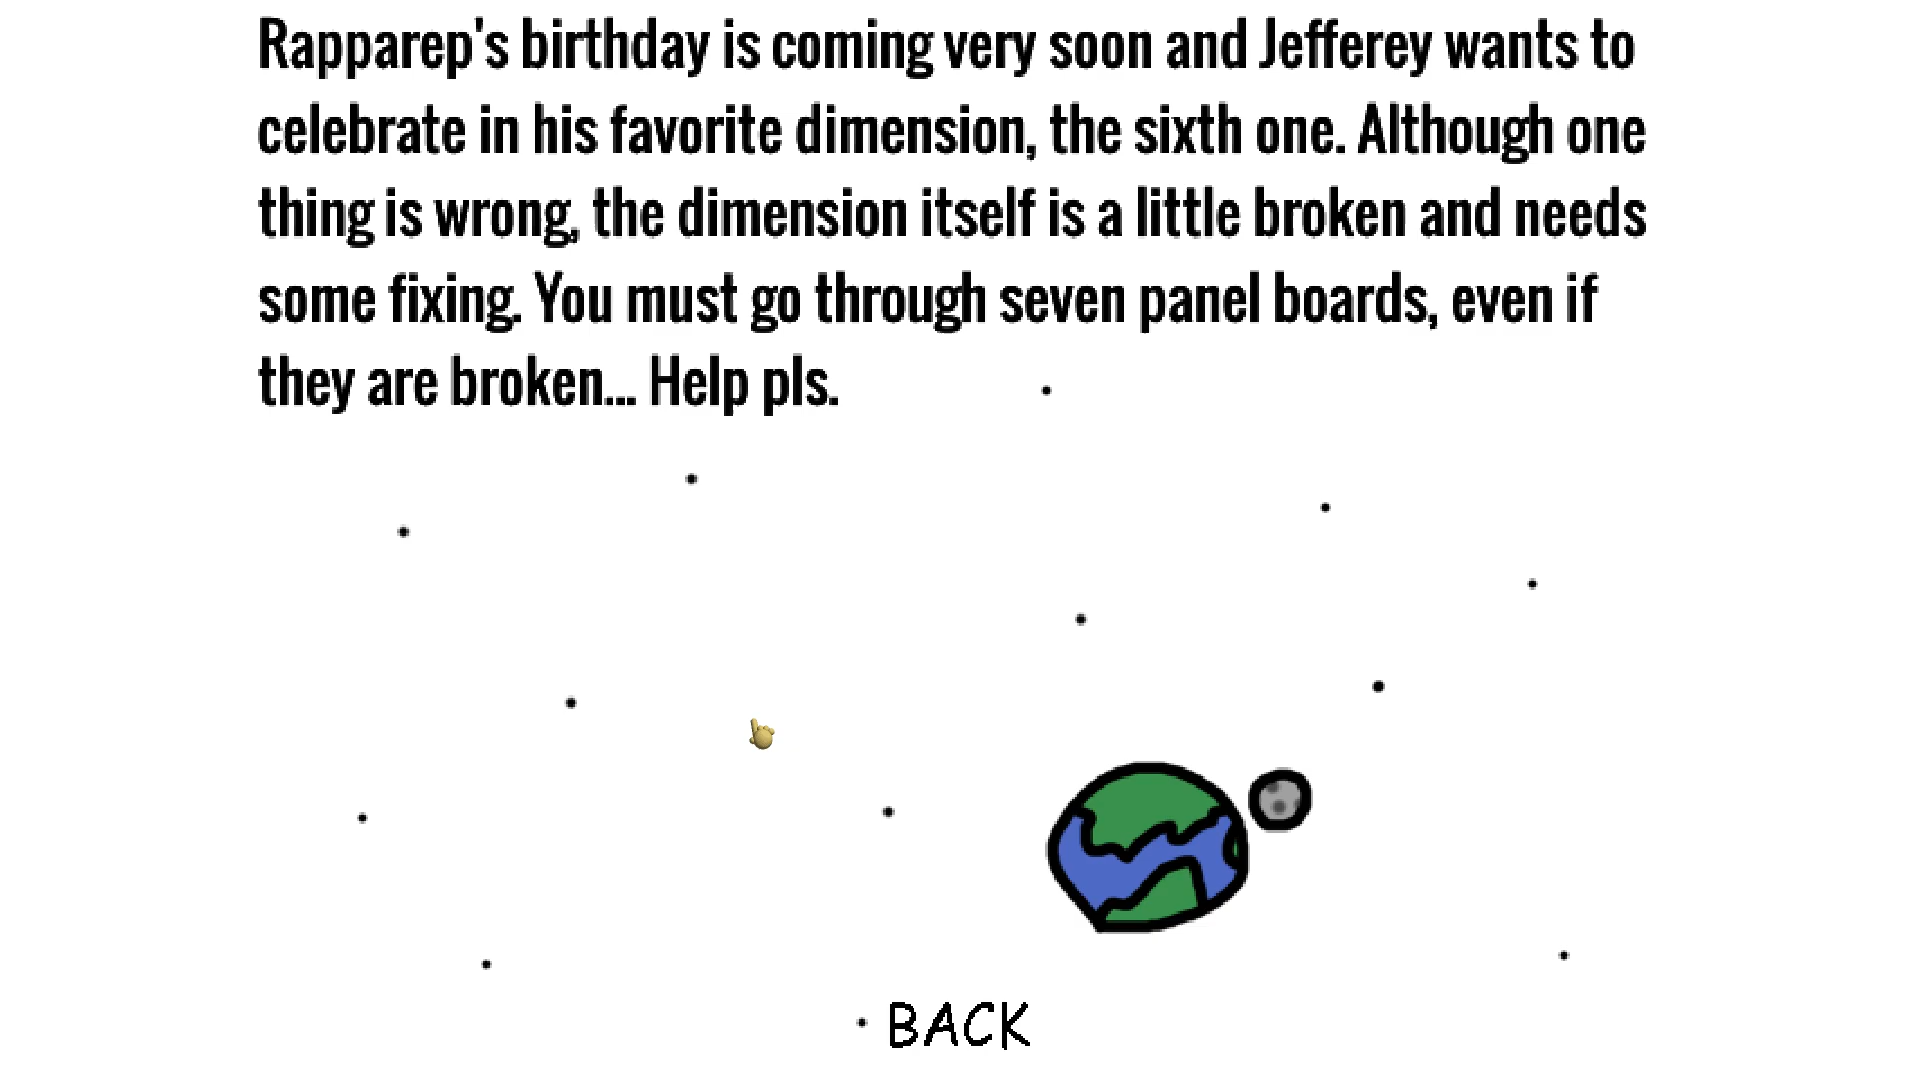 Rapparep's birthday is coming very soon and Jefferey wants to
celebrate in his favorite dimension, the sixth one. Although one
thing is wrong, the dimension itself is a little broken and needs
some fixing. You must go through seven panel boards, even if
they are broken... Help pls.
BACK